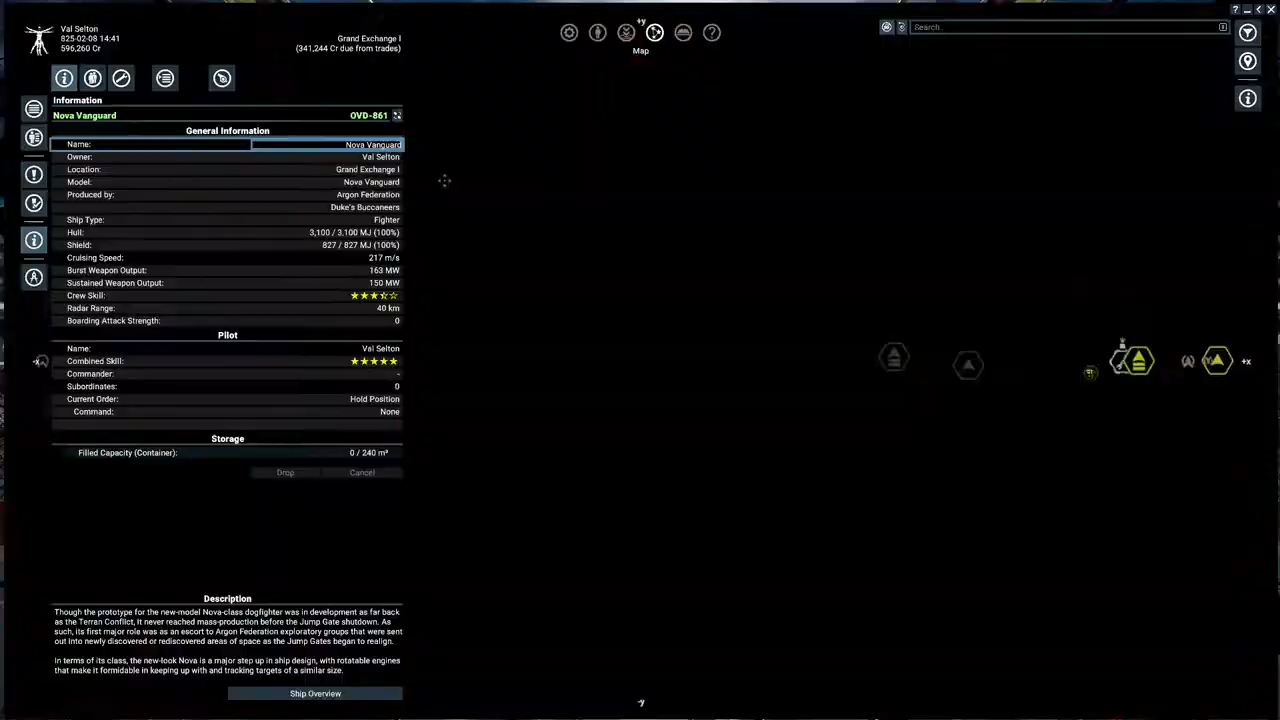 Val Selton
825-02-08 14:41
596,260 Cr
Grand Exchange I
(341,244 Cr due from trades)
+y
Map
Search..
Information
Nova Vanguard OVD-861
General Information
Name: Nova Vanguard
Owner: Val Selton
Location: Grand Exchange I
Model: Nova Vanguard
Produced by: Argon Federation
Duke's Buccaneers
Ship Type: Fighter
Hull: 3,100 / 3,100 MJ (100%)
Shield: 827 / 827 MJ (100%)
Cruising Speed: 217 m/s
Burst Weapon Output: 163 MW
Sustained Weapon Output: 150 MW
Crew Skill:
Radar Range: 40 km
Boarding Attack Strength: 0
Pilot
Name: Val Selton
Combined Skill:
Commander: -
Subordinates: 0
Current Order: Hold Position
Command: None
Storage
Filled Capacity (Container): 0 / 240 m³
Drop Cancel
-x
+x
Description
Though the prototype for the new-model Nova-class dogfighter was in development as far back
as the Terran Conflict, it never reached mass-production before the Jump Gate shutdown. As
such, its first major role was as an escort to Argon Federation exploratory groups that were sent
out into newly discovered or rediscovered areas of space as the Jump Gates began to realign.
In terms of its class, the new-look Nova is a major step up in ship design, with rotatable engines
that make it formidable in keeping up with and tracking targets of a similar size.
Ship Overview
-y